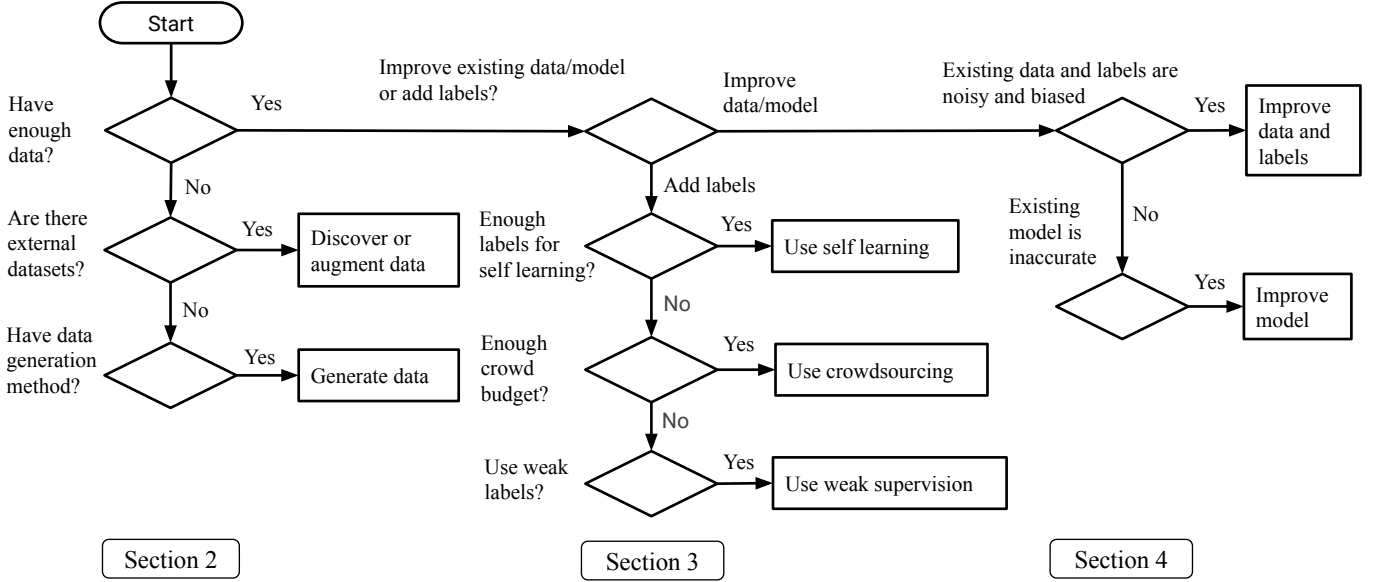 Start
Have
enough
data?
Yes
No
Are there
external
datasets?
Yes
Discover or
augment data
No
Have data
generation
method?
Yes
Generate data
Section 2
Improve existing data/model
or add labels?
Improve
data/model
Add labels
Enough
labels for
self learning?
Yes
Use self learning
No
Enough
crowd
budget?
Yes
Use crowdsourcing
No
Use weak
labels?
Yes
Use weak supervision
Section 3
Existing data and labels are
noisy and biased
Yes
Improve
data and
labels
No
Existing
model is
inaccurate
Yes
Improve
model
Section 4